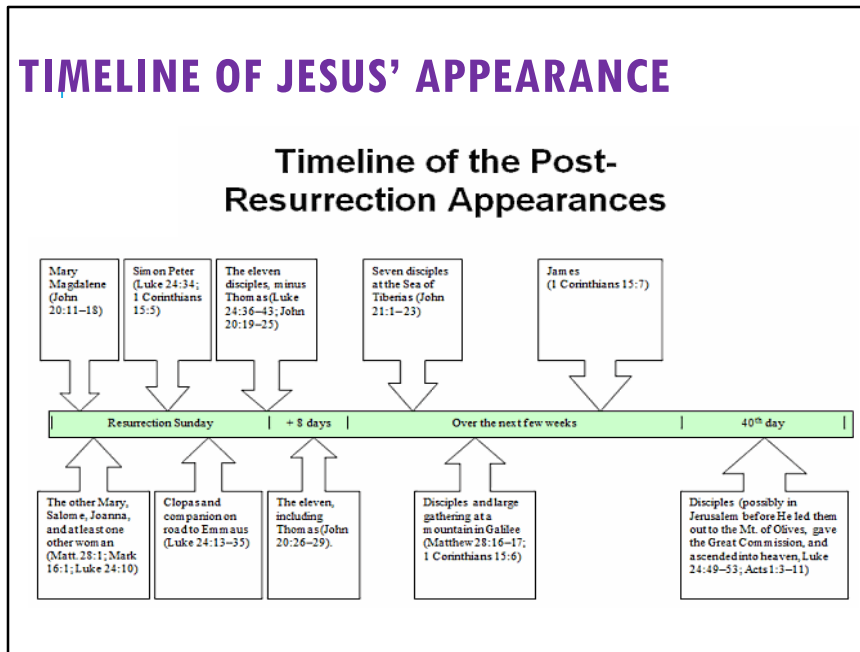 TIMELINE OF JESUS’ APPEARANCE
Timeline of the Post-
Resurrection Appearances
Mary
Magdalene
(John
20:11–18)
Simon Peter
(Luke 24:34;
1 Corinthians
15:5)
The eleven
disciples, minus
Thomas (Luke
24:36–43; John
20:19–25)
Seven disciples
at the Sea of
Tiberias (John
21:1–23)
James
(1 Corinthians 15:7)
| Resurrection Sunday | + 8 days | Over the next few weeks | 40th day |
The other Mary,
Salome, Joanna,
and at least one
other woman
(Matt. 28:1; Mark
16:1; Luke 24:10)
Clopas and
companion on
road to Emmaus
(Luke 24:13–35)
The eleven,
including
Thomas (John
20:26–29).
Disciples and large
gathering at a
mountain in Galilee
(Matthew 28:16–17;
1 Corinthians 15:6)
Disciples (possibly in
Jerusalem before He led them
out to the Mt. of Olives, gave
the Great Commission, and
ascended into heaven, Luke
24:49–53; Acts 1:3–11)